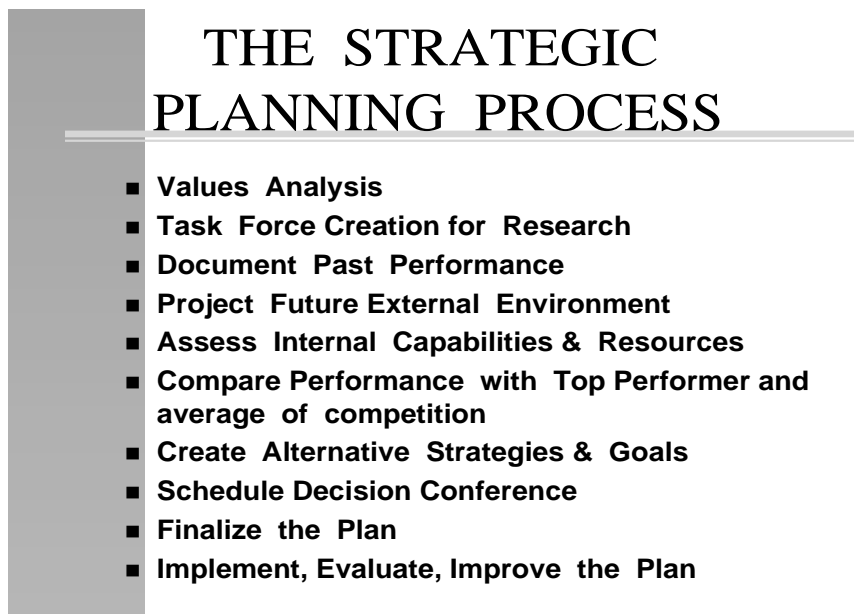 THE STRATEGIC
PLANNING PROCESS
■ Values Analysis
■ Task Force Creation for Research
■ Document Past Performance
■ Project Future External Environment
■ Assess Internal Capabilities & Resources
■ Compare Performance with Top Performer and
average of competition
■ Create Alternative Strategies & Goals
■ Schedule Decision Conference
■ Finalize the Plan
■ Implement, Evaluate, Improve the Plan